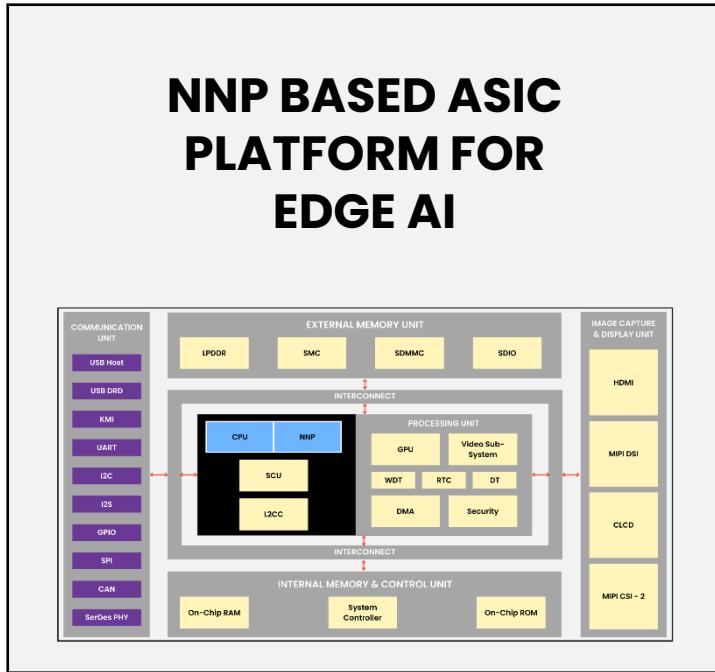 NNP BASED ASIC
PLATFORM FOR
EDGE AI
COMMUNICATION
UNIT
USB Host
USB DRD
KMI
UART
I2C
I2S
GPIO
SPI
CAN
SerDes PHY
EXTERNAL MEMORY UNIT
LPDDR
SMC
SDMMC
SDIO
INTERCONNECT
CPU
NNP
SCU
L2CC
PROCESSING UNIT
GPU
Video Sub-
System
WDT
RTC
DT
DMA
Security
INTERCONNECT
INTERNAL MEMORY & CONTROL UNIT
On-Chip RAM
System
Controller
On-Chip ROM
IMAGE CAPTURE
& DISPLAY UNIT
HDMI
MIPI DSI
CLCD
MIPI CSI - 2